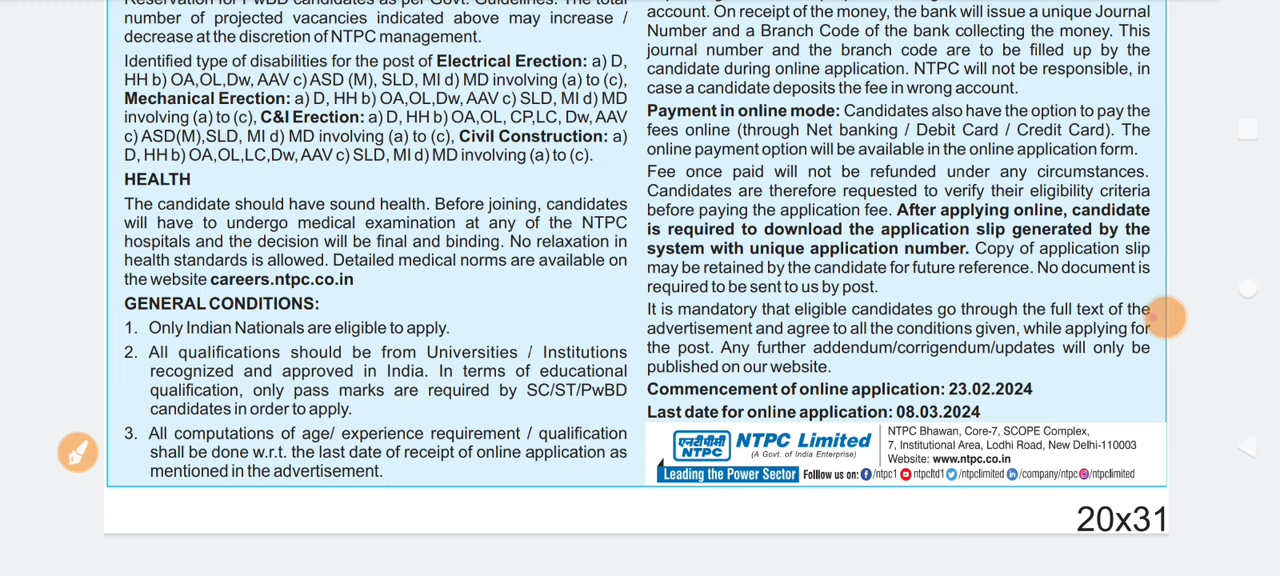 Reservation for PwBD candidates as per Govt. Guidelines. The total
number of projected vacancies indicated above may increase /
decrease at the discretion of NTPC management.
Identified type of disabilities for the post of Electrical Erection: a) D,
HH b) OA,OL,Dw, AAV c) ASD (M), SLD, MI d) MD involving (a) to (c),
Mechanical Erection: a) D, HH b) OA,OL,Dw, AAV c) SLD, MI d) MD
involving (a) to (c), C&I Erection: a) D, HH b) OA,OL, CP,LC, Dw, AAV
c) ASD(M),SLD, MI d) MD involving (a) to (c), Civil Construction: a)
D, HH b) OA,OL,LC,Dw, AAV c) SLD, MI d) MD involving (a) to (c).
HEALTH
The candidate should have sound health. Before joining, candidates
will have to undergo medical examination at any of the NTPC
hospitals and the decision will be final and binding. No relaxation in
health standards is allowed. Detailed medical norms are available on
the website careers.ntpc.co.in
GENERAL CONDITIONS:
1. Only Indian Nationals are eligible to apply.
2. All qualifications should be from Universities / Institutions
recognized and approved in India. In terms of educational
qualification, only pass marks are required by SC/ST/PwBD
candidates in order to apply.
3. All computations of age/ experience requirement / qualification
shall be done w.r.t. the last date of receipt of online application as
mentioned in the advertisement.
account. On receipt of the money, the bank will issue a unique Journal
Number and a Branch Code of the bank collecting the money. This
journal number and the branch code are to be filled up by the
candidate during online application. NTPC will not be responsible, in
case a candidate deposits the fee in wrong account.
Payment in online mode: Candidates also have the option to pay the
fees online (through Net banking / Debit Card / Credit Card). The
online payment option will be available in the online application form.
Fee once paid will not be refunded under any circumstances.
Candidates are therefore requested to verify their eligibility criteria
before paying the application fee. After applying online, candidate
is required to download the application slip generated by the
system with unique application number. Copy of application slip
may be retained by the candidate for future reference. No document is
required to be sent to us by post.
It is mandatory that eligible candidates go through the full text of the
advertisement and agree to all the conditions given, while applying for
the post. Any further addendum/corrigendum/updates will only be
published on our website.
Commencement of online application: 23.02.2024
Last date for online application: 08.03.2024
एनटीपीसी
NTPC
NTPC Limited
(A Govt. of India Enterprise)
Leading the Power Sector
NTPC Bhawan, Core-7, SCOPE Complex,
7, Institutional Area, Lodhi Road, New Delhi-110003
Website: www.ntpc.co.in
Folllow us on: /ntpc1 ntpcltd1 /ntpclimited /company/ntpc /ntpclimited
20x31